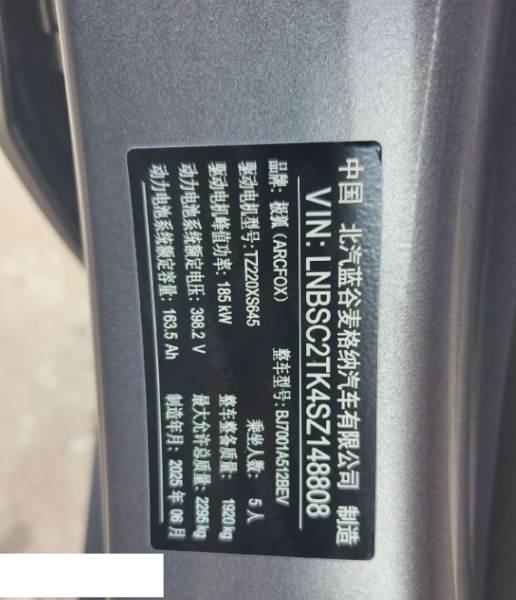 中国 北汽蓝谷麦格纳汽车有限公司 制造
VIN: LNBSC2TK4SZ148808
品牌: 极狐（ARCFOX） 整车型号: BJ7001A512BEV
驱动电机型号: TZ220XS645 乘坐人数: 5 人
驱动电机峰值功率: 185 kW 整车整备质量: 1920 kg
动力电池系统额定电压: 398.2 V 最大允许总质量: 2295 kg
动力电池系统额定容量: 163.5 Ah 制造年月: 2025 年 06 月